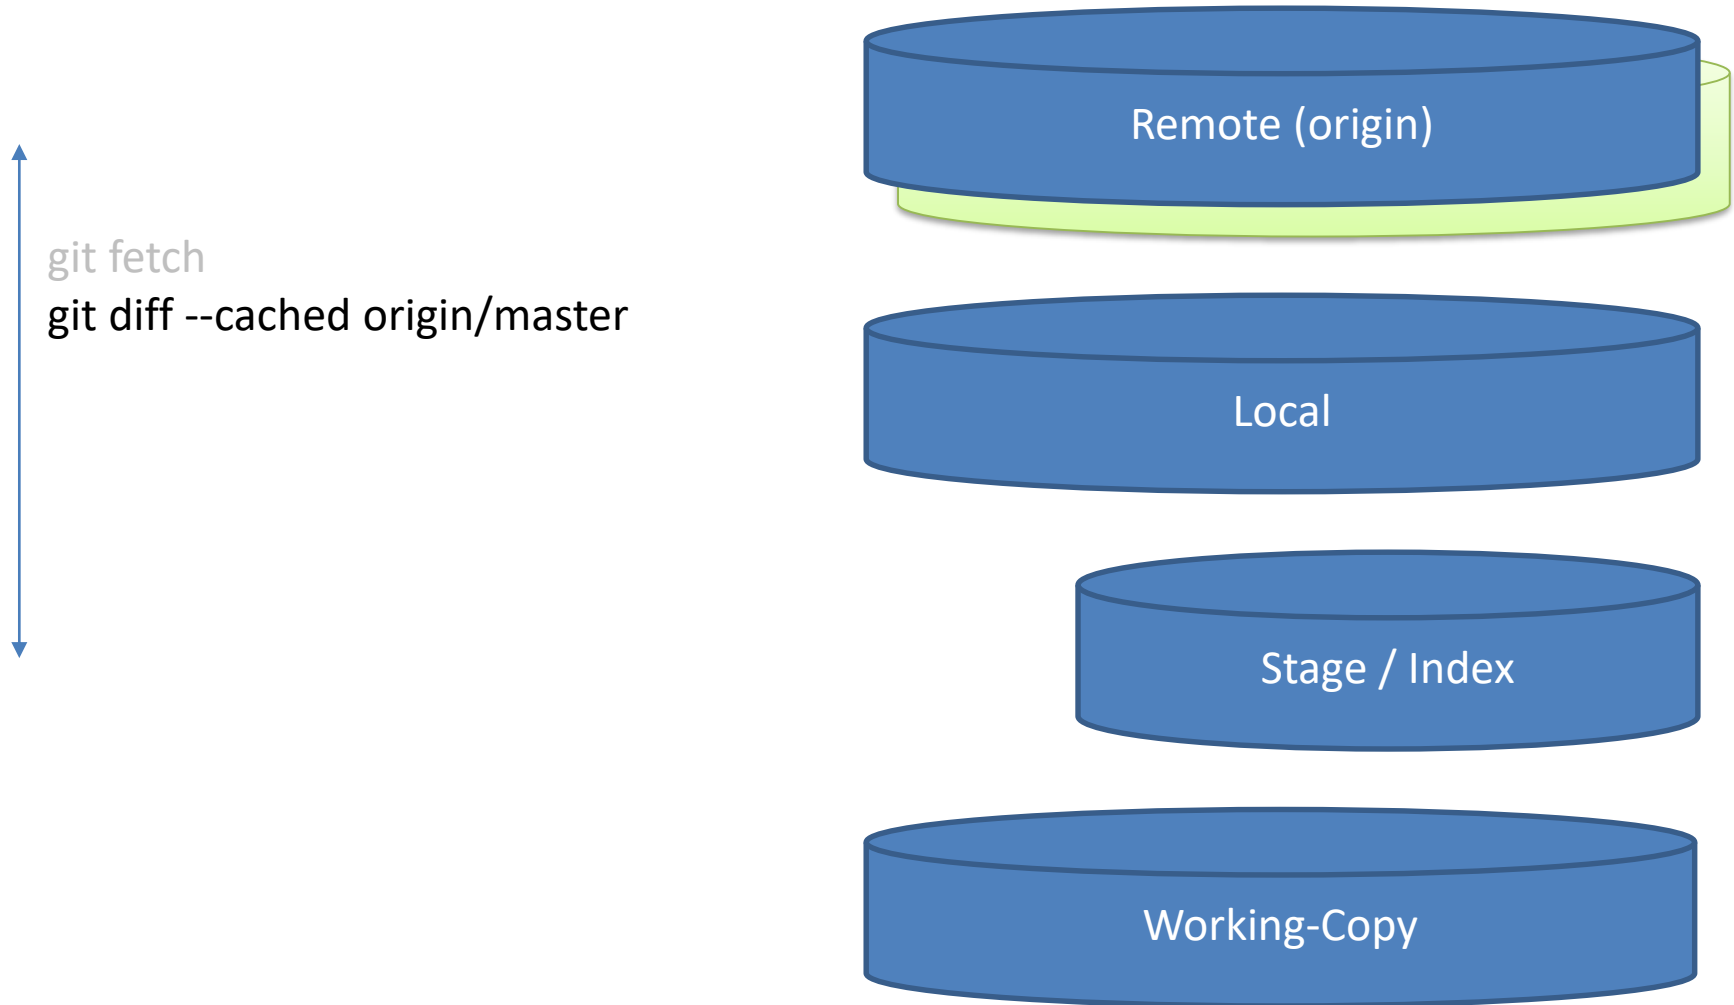 Remote (origin)
git fetch
git diff --cached origin/master
Local
Stage / Index
Working-Copy